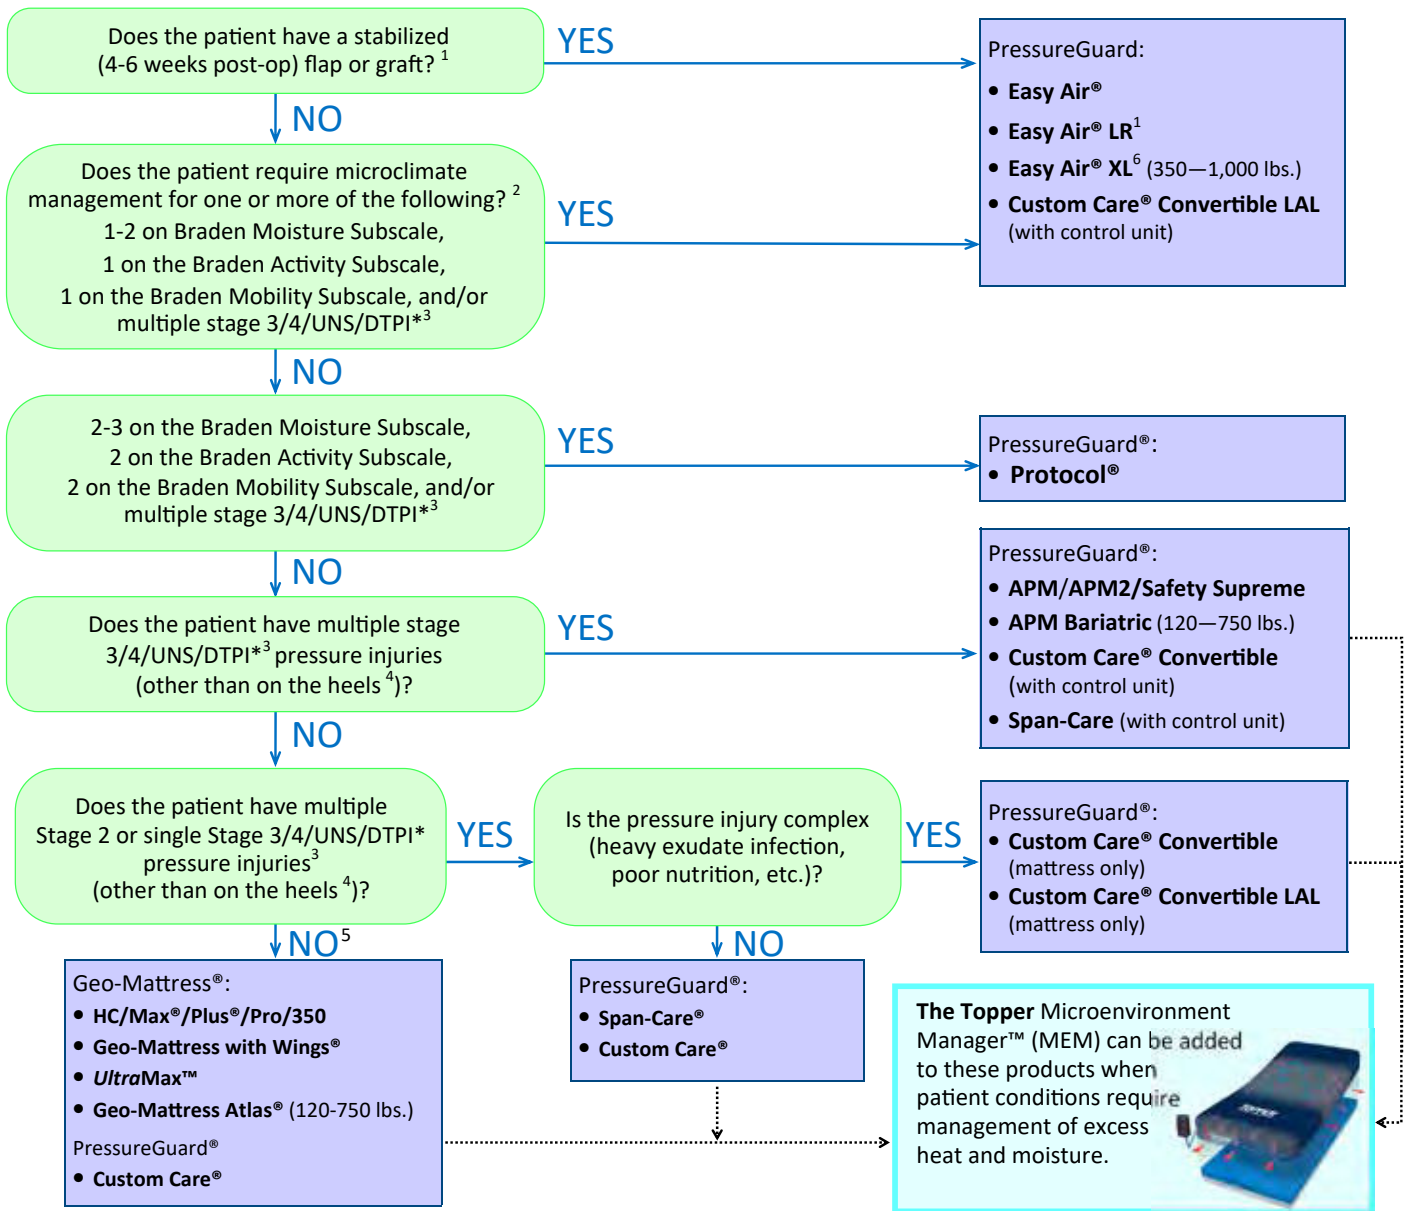 Does the patient have a stabilized
(4-6 weeks post-op) flap or graft? 1
YES
NO
PressureGuard:
• Easy Air®
• Easy Air® LR1
• Easy Air® XL6 (350—1,000 lbs.)
• Custom Care® Convertible LAL
(with control unit)
Does the patient require microclimate
management for one or more of the following? 2
1-2 on Braden Moisture Subscale,
1 on the Braden Activity Subscale,
1 on the Braden Mobility Subscale, and/or
multiple stage 3/4/UNS/DTPI*3
YES
NO
2-3 on the Braden Moisture Subscale,
2 on the Braden Activity Subscale,
2 on the Braden Mobility Subscale, and/or
multiple stage 3/4/UNS/DTPI*3
YES
NO
PressureGuard®:
• Protocol®
Does the patient have multiple stage
3/4/UNS/DTPI*3 pressure injuries
(other than on the heels 4)?
YES
NO
PressureGuard®:
• APM/APM2/Safety Supreme
• APM Bariatric (120—750 lbs.)
• Custom Care® Convertible
(with control unit)
• Span-Care (with control unit)
Does the patient have multiple
Stage 2 or single Stage 3/4/UNS/DTPI*
pressure injuries3
(other than on the heels 4)?
YES
NO5
Is the pressure injury complex
(heavy exudate infection,
poor nutrition, etc.)?
YES
NO
PressureGuard®:
• Custom Care® Convertible
(mattress only)
• Custom Care® Convertible LAL
(mattress only)
Geo-Mattress®:
• HC/Max®/Plus®/Pro/350
• Geo-Mattress with Wings®
• UltraMax™
• Geo-Mattress Atlas® (120-750 lbs.)
PressureGuard®
• Custom Care®
PressureGuard®:
• Span-Care®
• Custom Care®
The Topper Microenvironment
Manager™ (MEM) can be added
to these products when
patient conditions require
management of excess
heat and moisture.
TOPPER